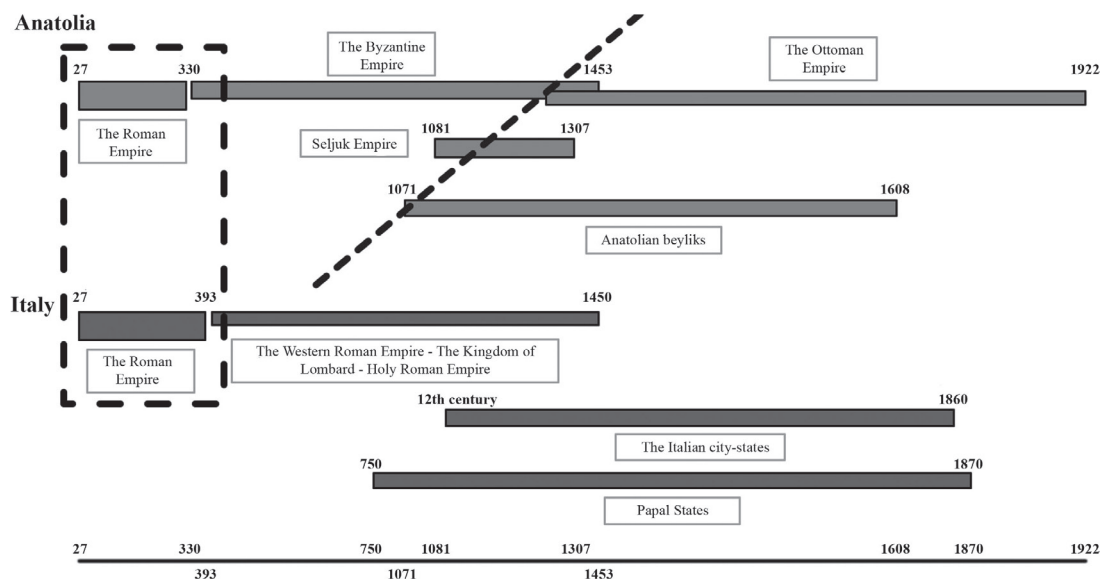 Anatolia
The Byzantine
Empire
The Ottoman
Empire
27
330
1453
1922
The Roman
Empire
Seljuk Empire
1081
1307
1071
1608
Anatolian beyliks
Italy
27
393
1450
The Roman
Empire
The Western Roman Empire - The Kingdom of
Lombard - Holy Roman Empire
12th century
1860
The Italian city-states
750
1870
Papal States
27 330 750 1081 1307 1608 1870 1922
393 1071 1453